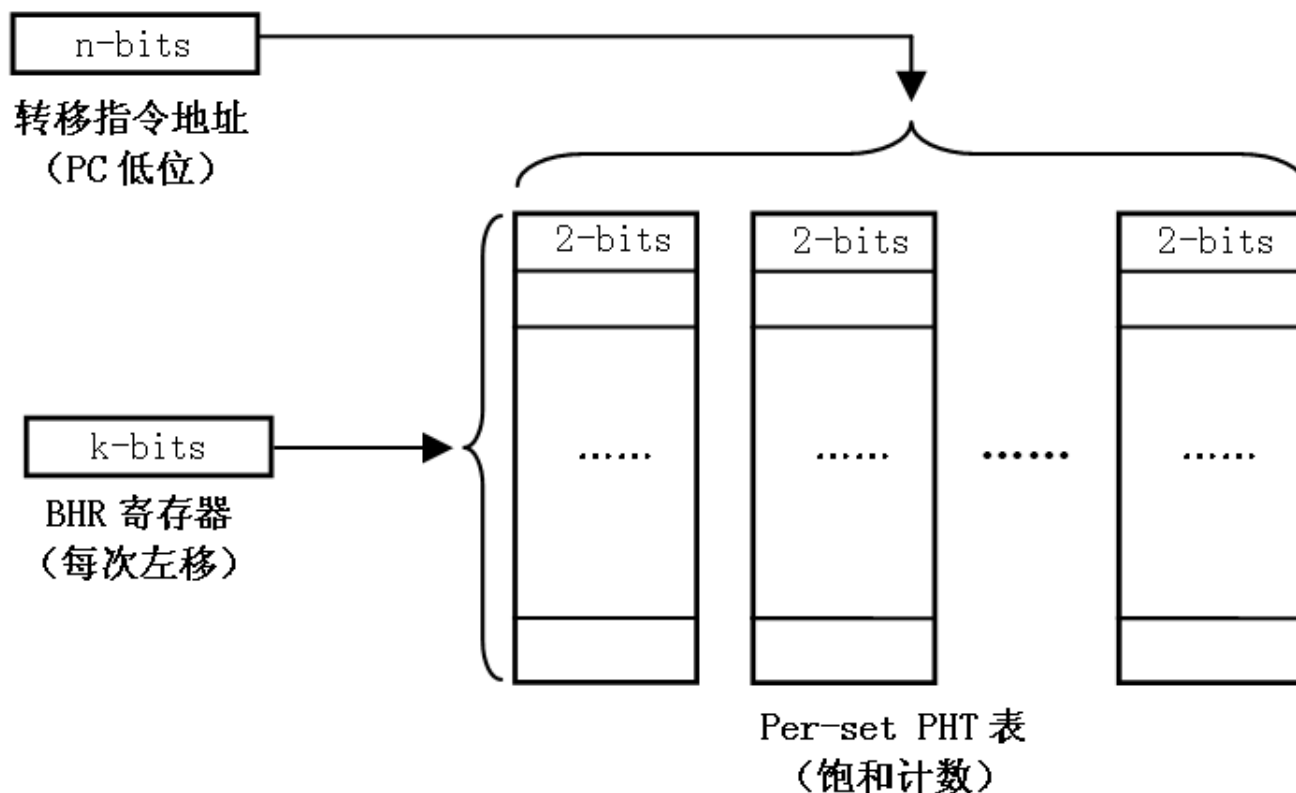 n-bits
转移指令地址
（PC 低位）
2-bits
2-bits
2-bits
k-bits
……
……
……
……
BHR 寄存器
（每次左移）
Per-set PHT 表
（饱和计数）